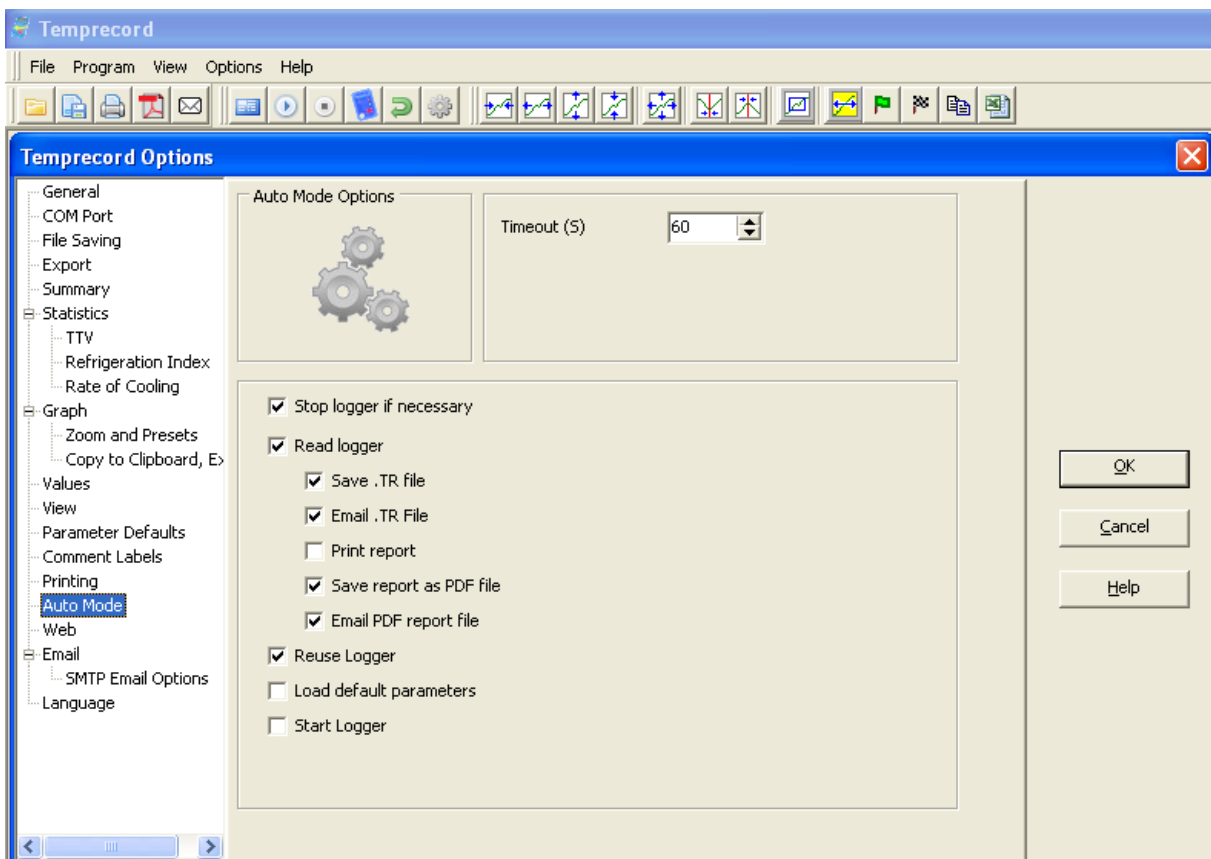 Temprecord
File Program View Options Help
Temprecord Options
General
COM Port
File Saving
Export
Summary
Statistics
TTV
Refrigeration Index
Rate of Cooling
Graph
Zoom and Presets
Copy to Clipboard, Ex
Values
View
Parameter Defaults
Comment Labels
Printing
Auto Mode
Web
Email
SMTP Email Options
Language
Auto Mode Options
Timeout (S) 60
Stop logger if necessary
Read logger
Save .TR file
Email .TR File
Print report
Save report as PDF file
Email PDF report file
Reuse Logger
Load default parameters
Start Logger
OK
Cancel
Help